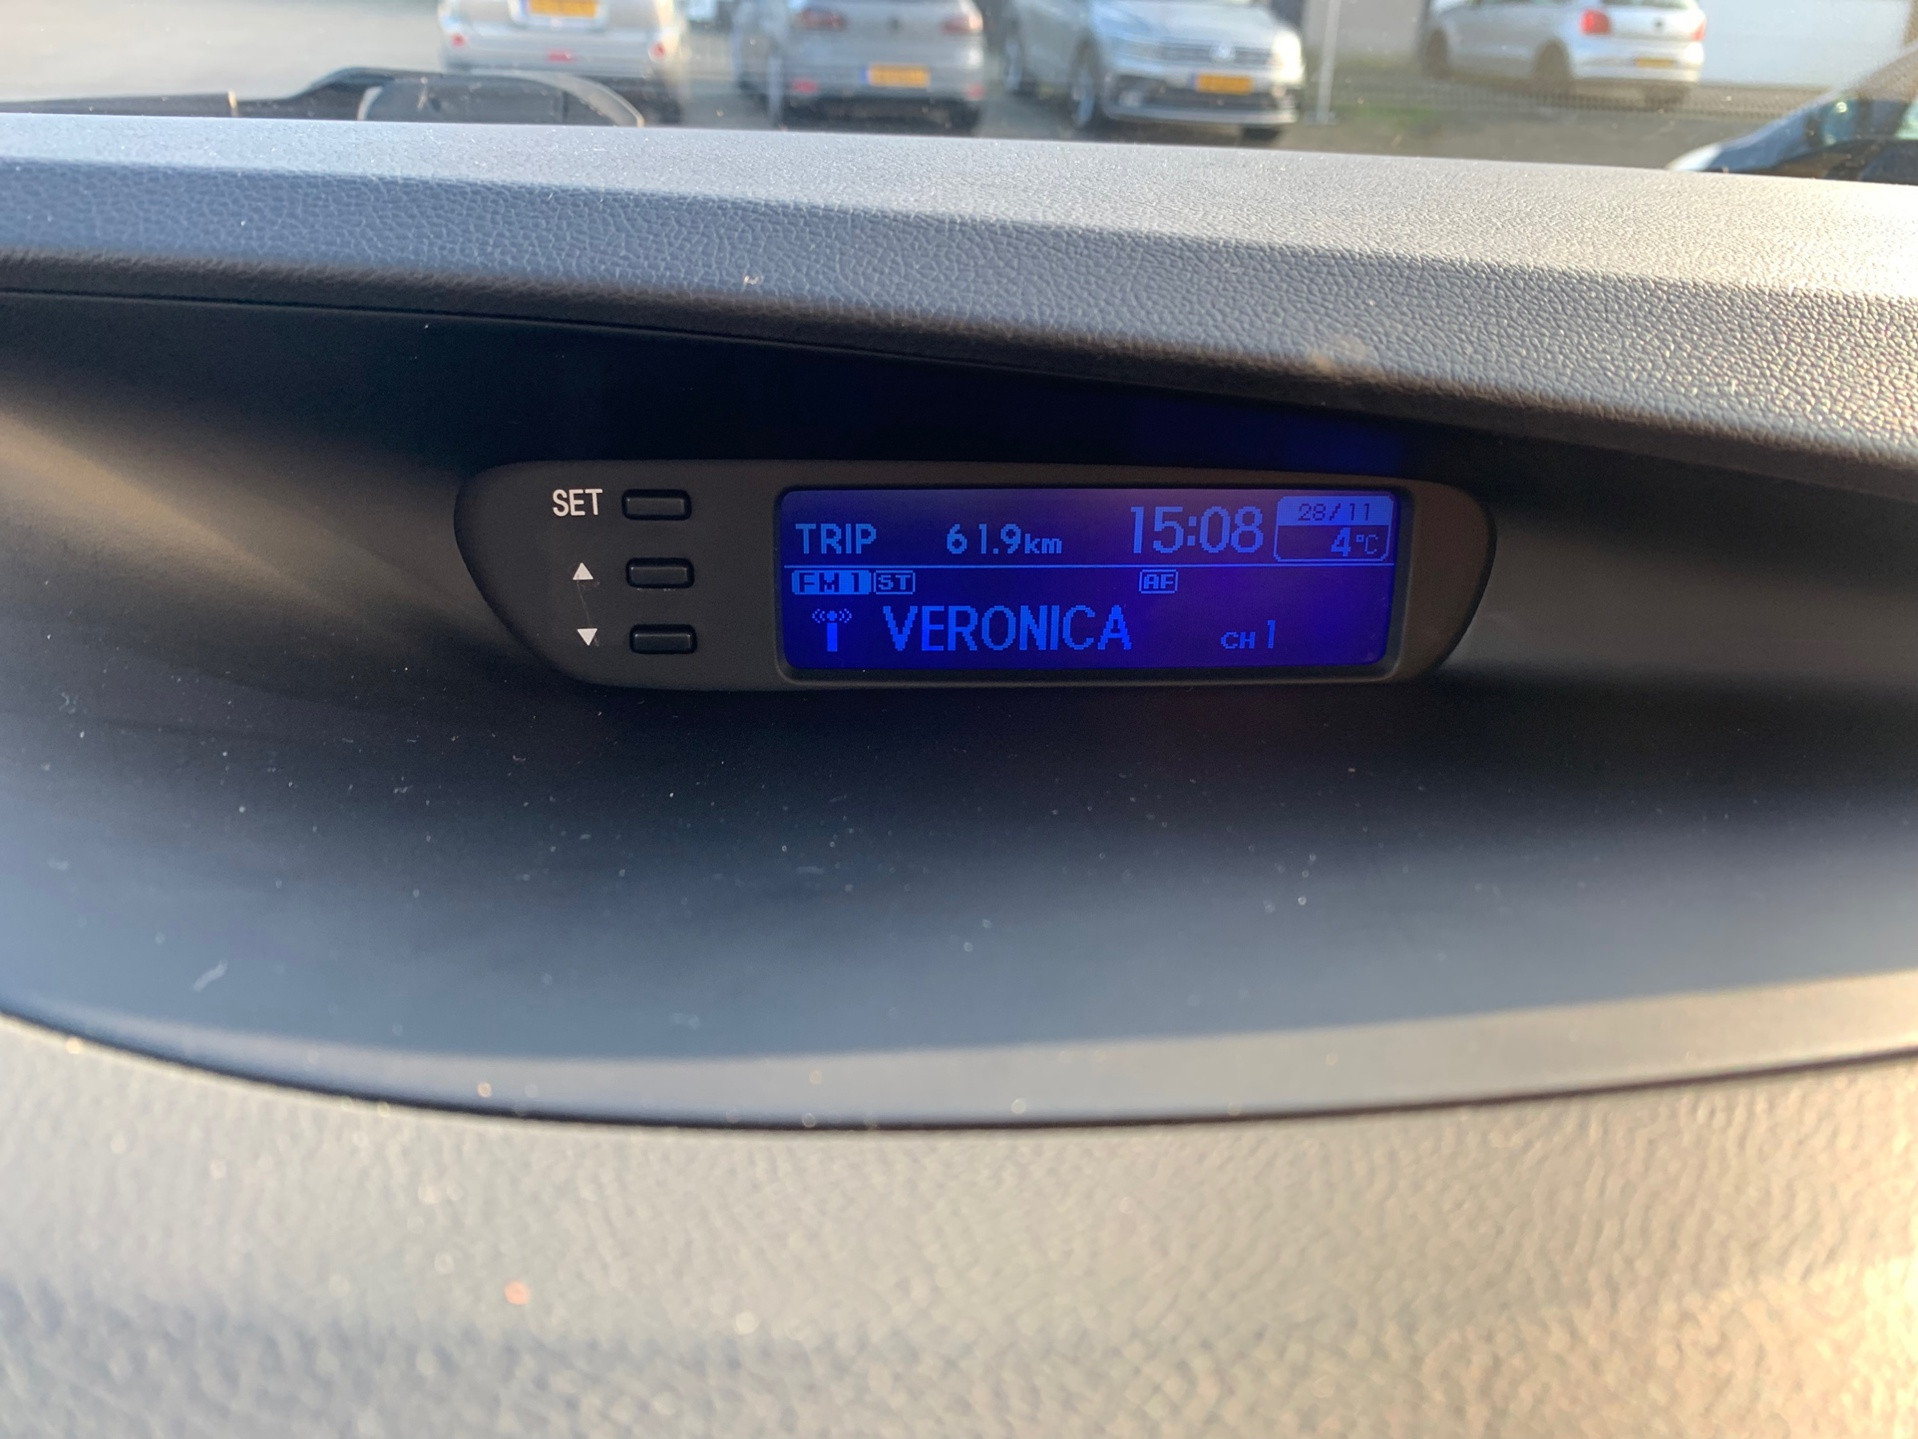 SET
TRIP 61.9km 15:08 28/11
4°C
FM1 ST AF
VERONICA CH 1